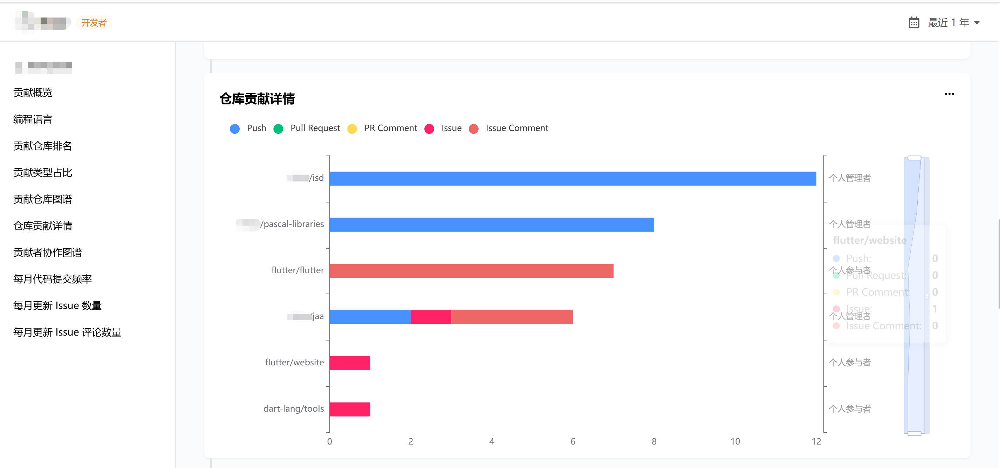 开发者
最近 1 年
贡献概览
编程语言
贡献仓库排名
贡献类型占比
贡献仓库图谱
仓库贡献详情
贡献者协作图谱
每月代码提交频率
每月更新 Issue 数量
每月更新 Issue 评论数量
仓库贡献详情
Push Pull Request PR Comment Issue Issue Comment
/isd 个人管理者
/pascal-libraries 个人管理者
flutter/flutter 个人参与者
/jaa 个人管理者
flutter/website 个人参与者
dart-lang/tools 个人参与者
0 2 4 6 8 10 12
flutter/website
Push: 0
Pull Request: 0
PR Comment: 0
Issue: 1
Issue Comment: 0